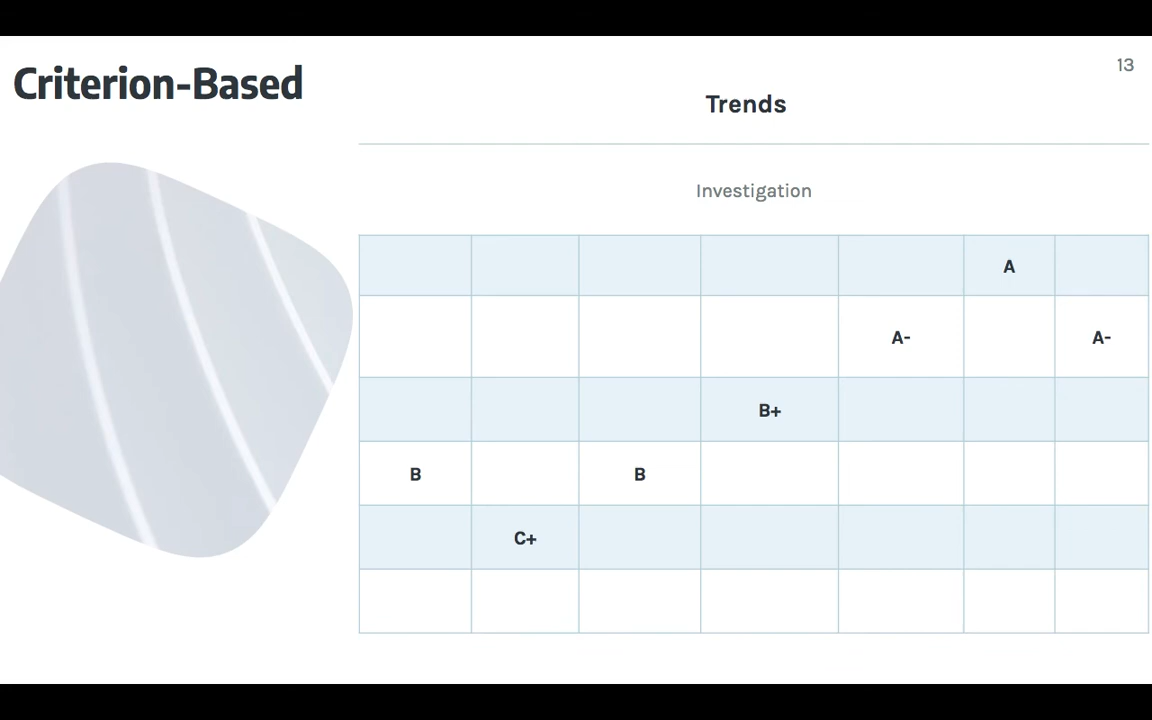 Criterion-Based
13
Trends
Investigation
A
A- A-
B+
B B
C+